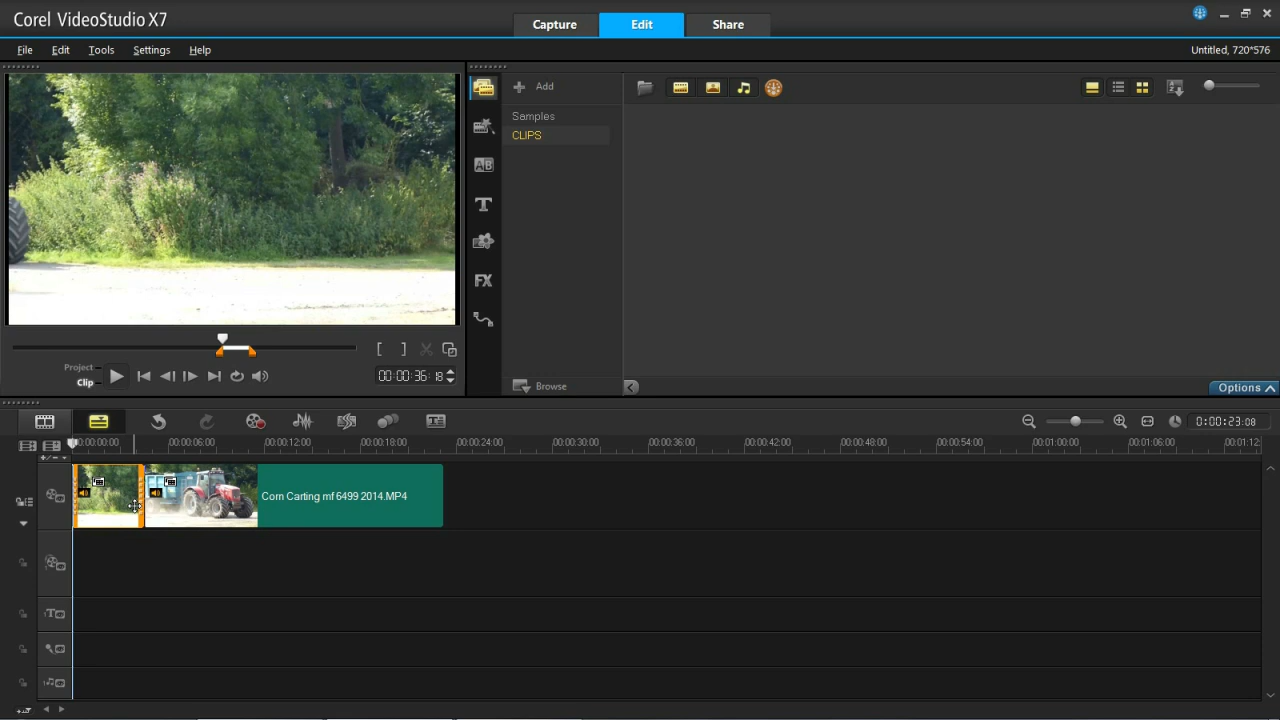 Corel VideoStudio X7
Capture
Edit
Share
File
Edit
Tools
Settings
Help
Untitled, 720*576
Add
Samples
CLIPS
AB
T
FX
Project
Clip
[ ]
00:00:36:18
Browse
Options
0:00:23:08
0:00:00:00
00:00:06:00
00:00:12:00
00:00:18:00
00:00:24:00
00:00:30:00
00:00:36:00
00:00:42:00
00:00:48:00
00:00:54:00
00:01:00:00
00:01:06:00
00:01:12:
Corn Carting mf 6499 2014.MP4
1T